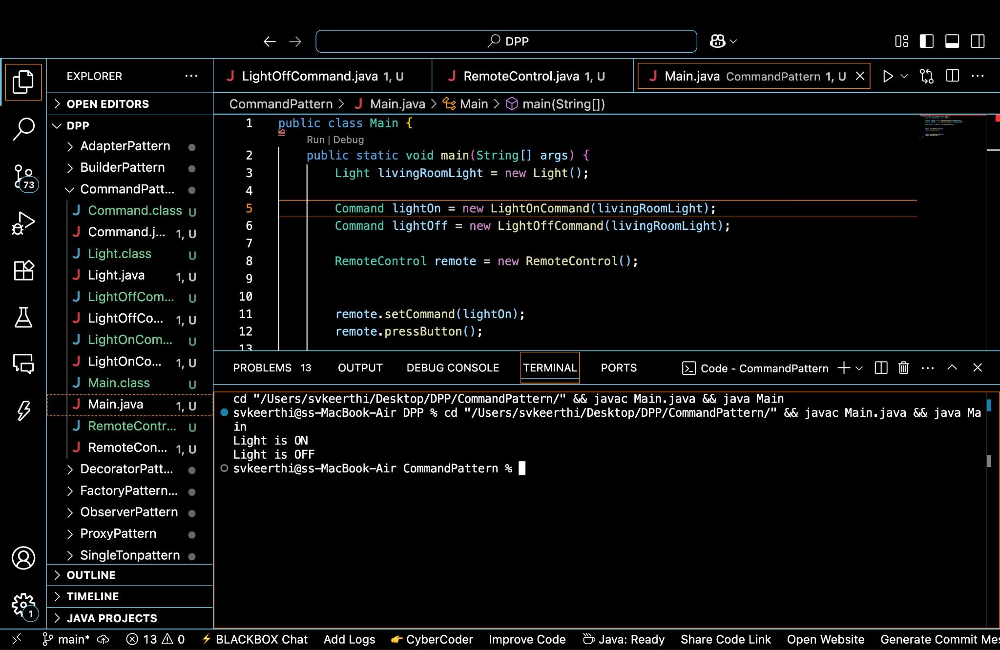 DPP
EXPLORER
OPEN EDITORS
DPP
AdapterPattern
BuilderPattern
CommandPatt...
Command.class U
Command.j... 1, U
Light.class U
Light.java 1, U
LightOffCom... U
LightOffCo... 1, U
LightOnCom... U
LightOnCo... 1, U
Main.class U
Main.java 1, U
RemoteContr... U
RemoteCon... 1, U
DecoratorPatt...
FactoryPattern...
ObserverPattern
ProxyPattern
SingleTonpattern
OUTLINE
TIMELINE
JAVA PROJECTS
73
1
LightOffCommand.java 1, U
RemoteControl.java 1, U
Main.java CommandPattern 1, U
CommandPattern > Main.java > Main > main(String[])
1 public class Main {
Run | Debug
2 public static void main(String[] args) {
3 Light livingRoomLight = new Light();
4
5 Command lightOn = new LightOnCommand(livingRoomLight);
6 Command lightOff = new LightOffCommand(livingRoomLight);
7
8 RemoteControl remote = new RemoteControl();
9
10
11 remote.setCommand(lightOn);
12 remote.pressButton();
13
PROBLEMS 13 OUTPUT DEBUG CONSOLE TERMINAL PORTS Code - CommandPattern
cd "/Users/svkeerthi/Desktop/DPP/CommandPattern/" && javac Main.java && java Main
svkeerthi@ss-MacBook-Air DPP % cd "/Users/svkeerthi/Desktop/DPP/CommandPattern/" && javac Main.java && java Ma
in
Light is ON
Light is OFF
svkeerthi@ss-MacBook-Air CommandPattern %
main* 13 0 BLACKBOX Chat Add Logs CyberCoder Improve Code Java: Ready Share Code Link Open Website Generate Commit Mes